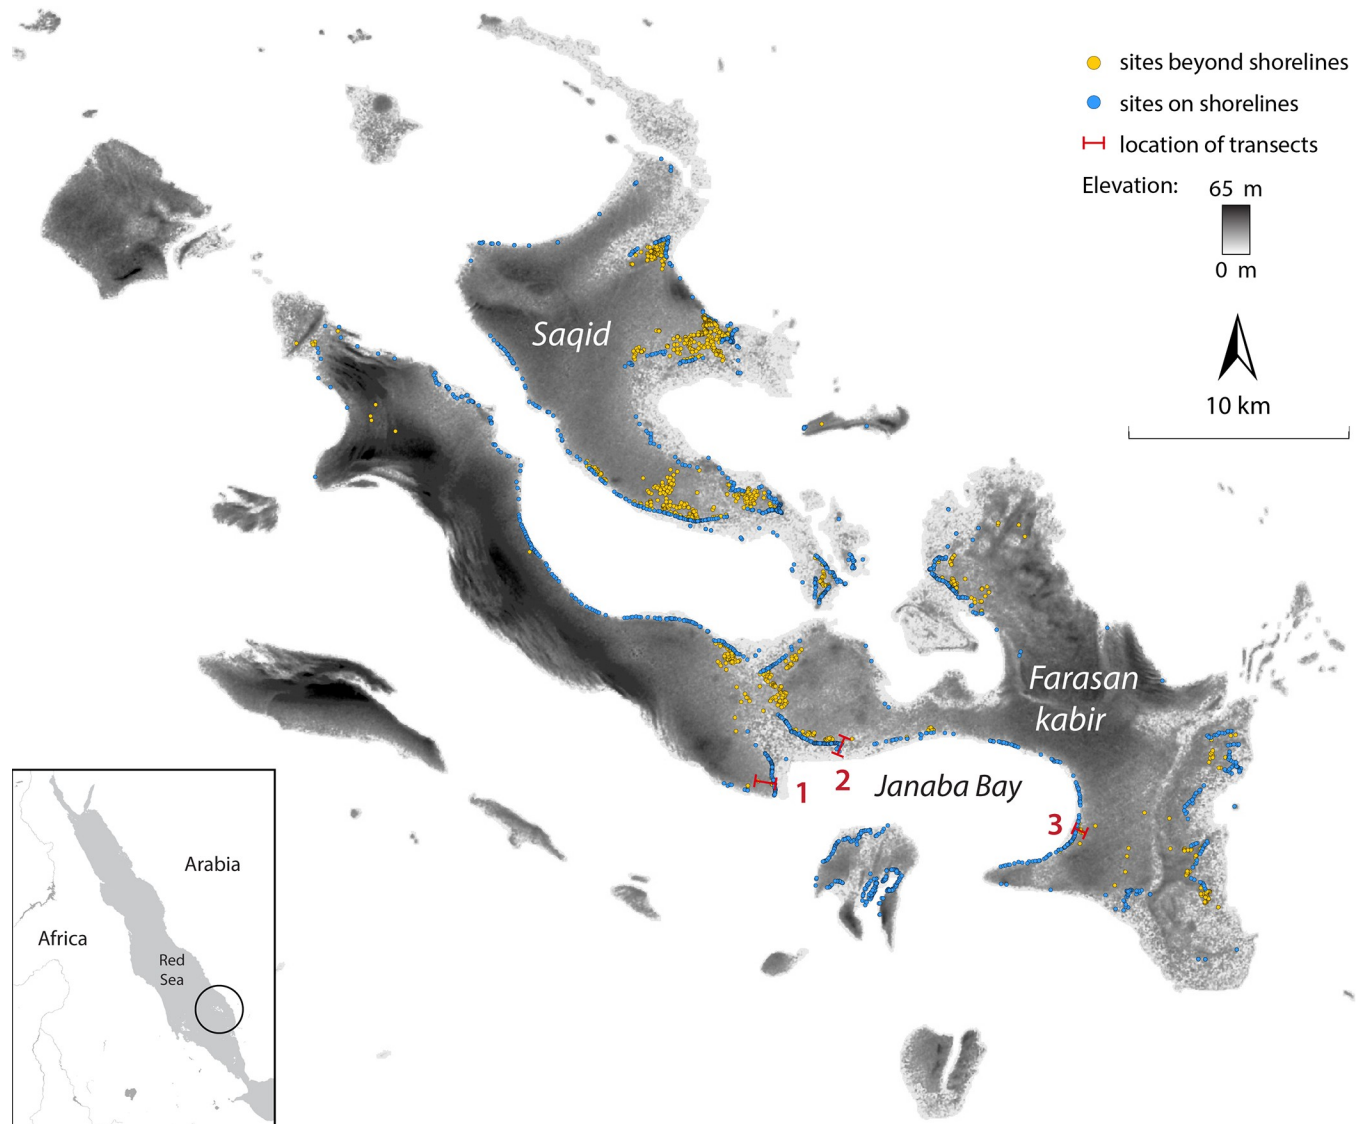 sites beyond shorelines
sites on shorelines
location of transects
Elevation:
65 m
0 m
10 km
Saqid
Farasan
kabir
Janaba Bay
1
2
3
Arabia
Africa
Red
Sea